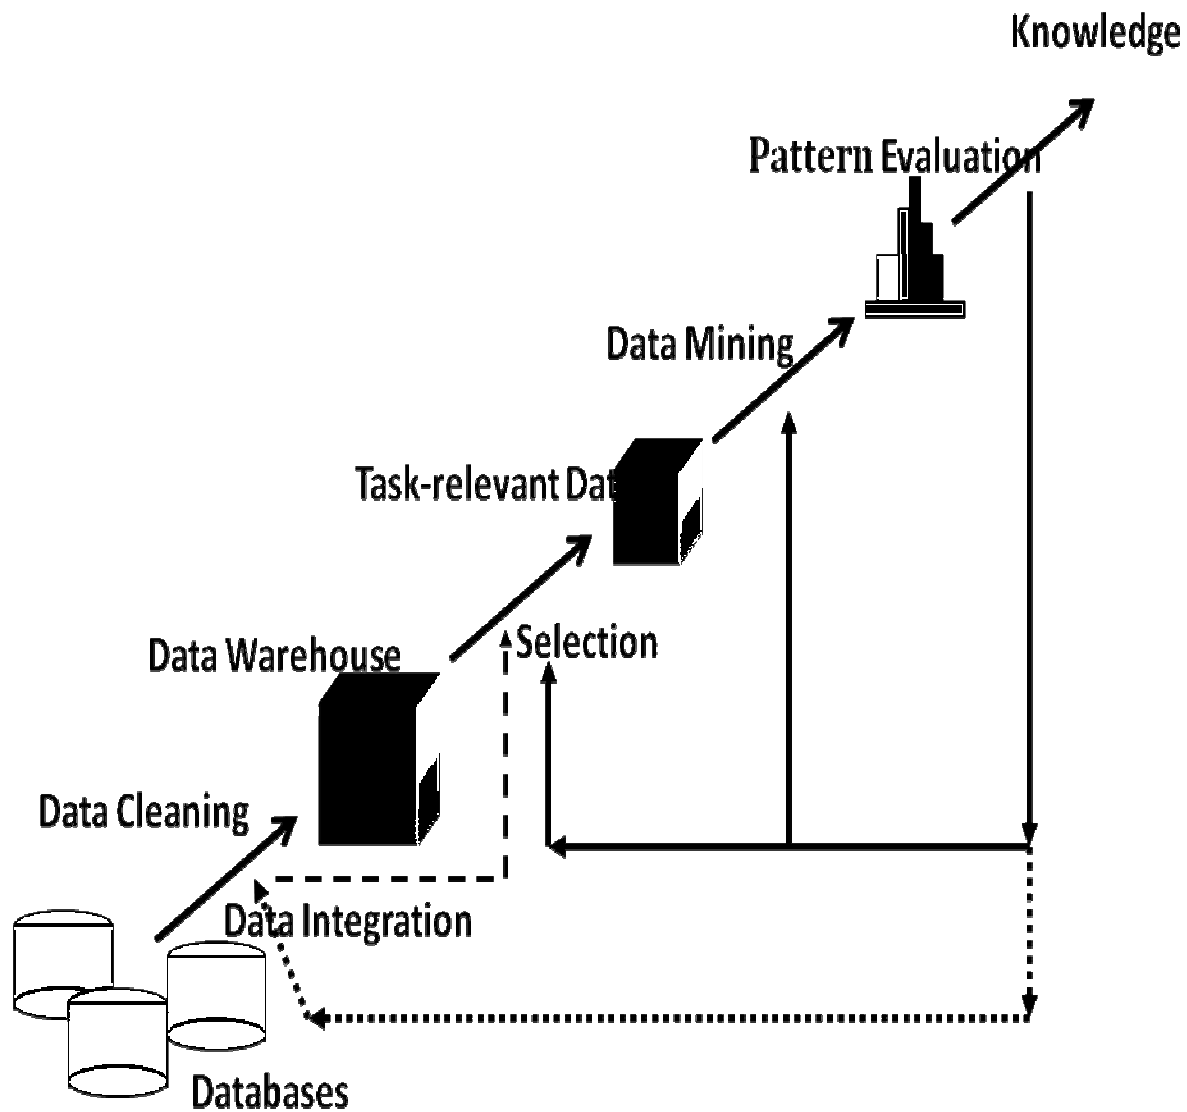 Knowledge
Pattern Evaluation
Data Mining
Task-relevant Dat
Selection
Data Warehouse
Data Cleaning
Data Integration
Databases